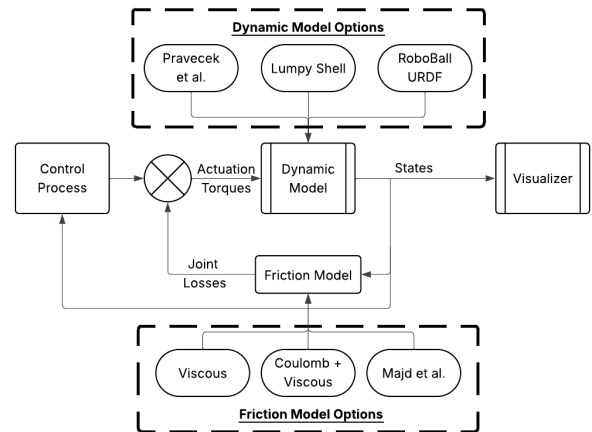 Dynamic Model Options
Pravecek
et al.
Lumpy Shell
RoboBall
URDF
Control
Process
Actuation
Torques
Dynamic
Model
States
Visualizer
Joint
Losses
Friction Model
Viscous
Coulomb +
Viscous
Majd et al.
Friction Model Options